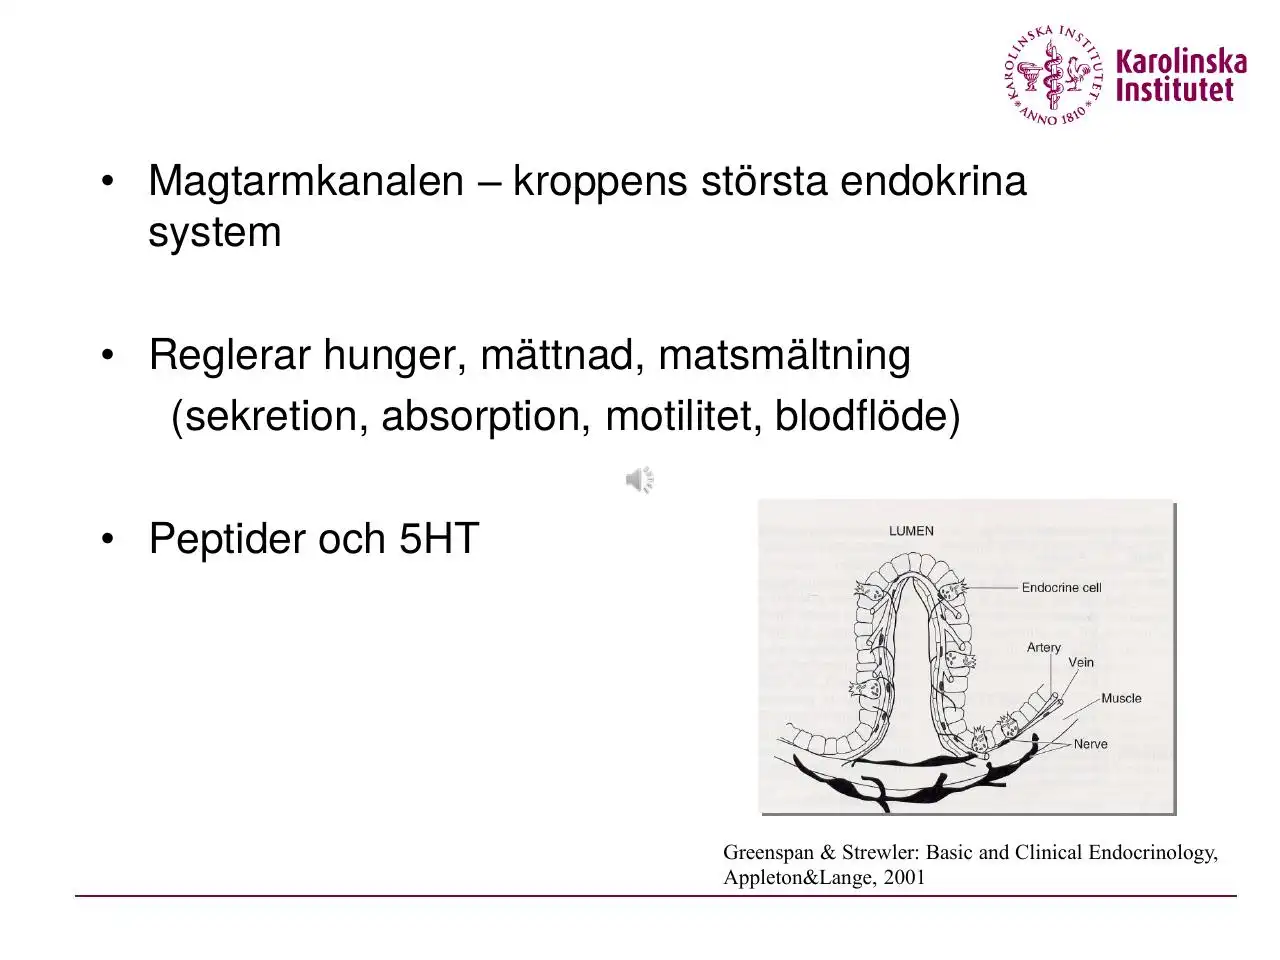 KAROLINSKA INSTITUTET
ANNO 1810
Karolinska
Institutet
• Magtarmkanalen – kroppens största endokrina
system
• Reglerar hunger, mättnad, matsmältning
(sekretion, absorption, motilitet, blodflöde)
• Peptider och 5HT
LUMEN
Endocrine cell
Artery
Vein
Muscle
Nerve
Greenspan & Strewler: Basic and Clinical Endocrinology,
Appleton&Lange, 2001